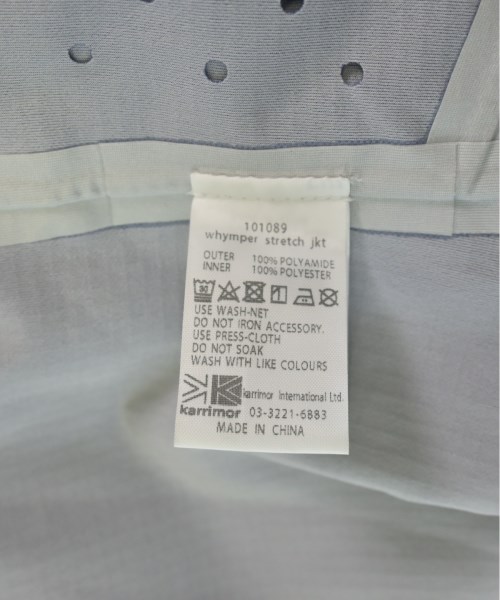 101089
whymper stretch jkt
OUTER 100% POLYAMIDE
INNER 100% POLYESTER
30
USE WASH-NET
DO NOT IRON ACCESSORY.
USE PRESS-CLOTH
DO NOT SOAK
WASH WITH LIKE COLOURS
karrimor International Ltd.
karrimor 03-3221-6883
MADE IN CHINA